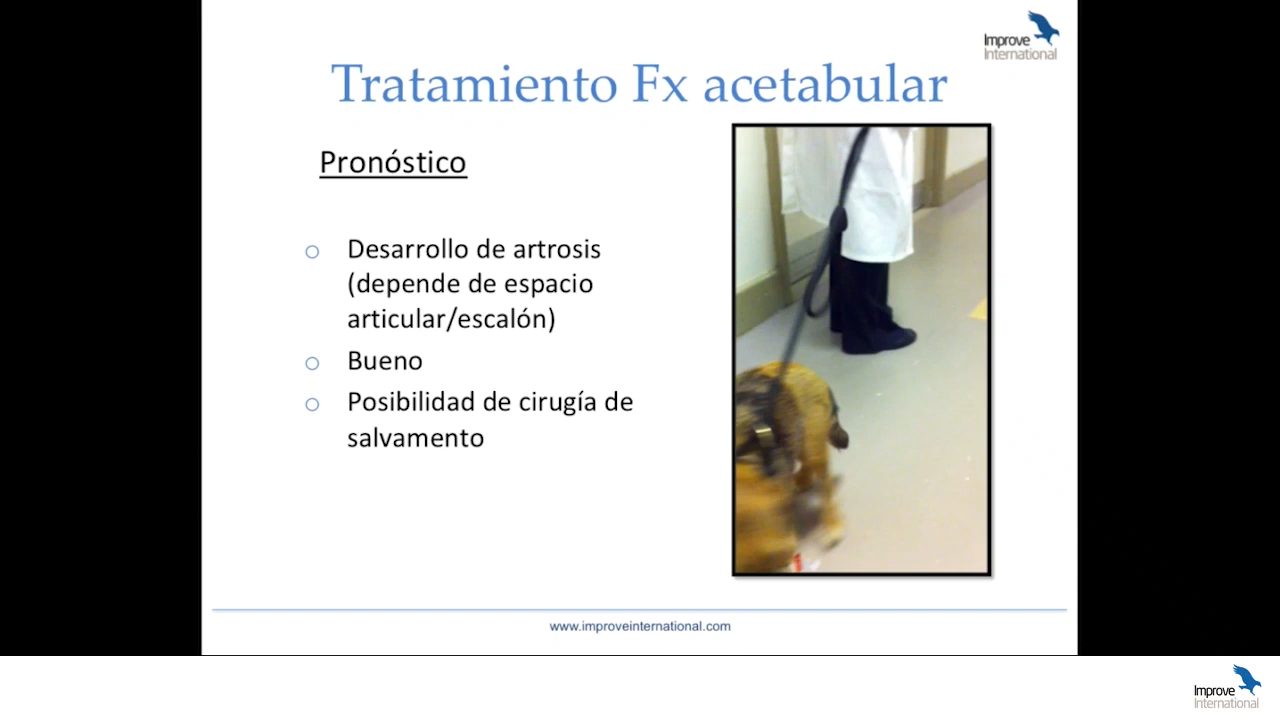 Improve
International
Tratamiento Fx acetabular
Pronóstico
Desarrollo de artrosis
(depende de espacio
articular/escalón)
Bueno
Posibilidad de cirugía de
salvamento
www.improveinternational.com
Improve
International